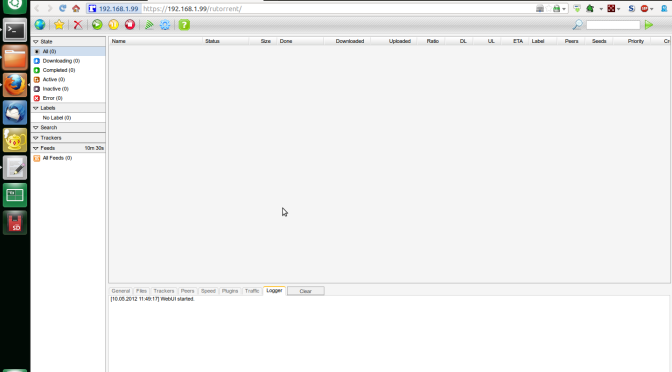 192.168.1.99 https://192.168.1.99/rutorrent/
State
All (0)
Downloading (0)
Completed (0)
Active (0)
Inactive (0)
Error (0)
Labels
No Label (0)
Search
Trackers
Feeds 10m 30s
All Feeds (0)
Name Status Size Done Downloaded Uploaded Ratio DL UL ETA Label Peers Seeds Priority Cr
General Files Trackers Peers Speed Plugins Traffic Logger Clear
[10.05.2012 11:49:17] WebUI started.
SD